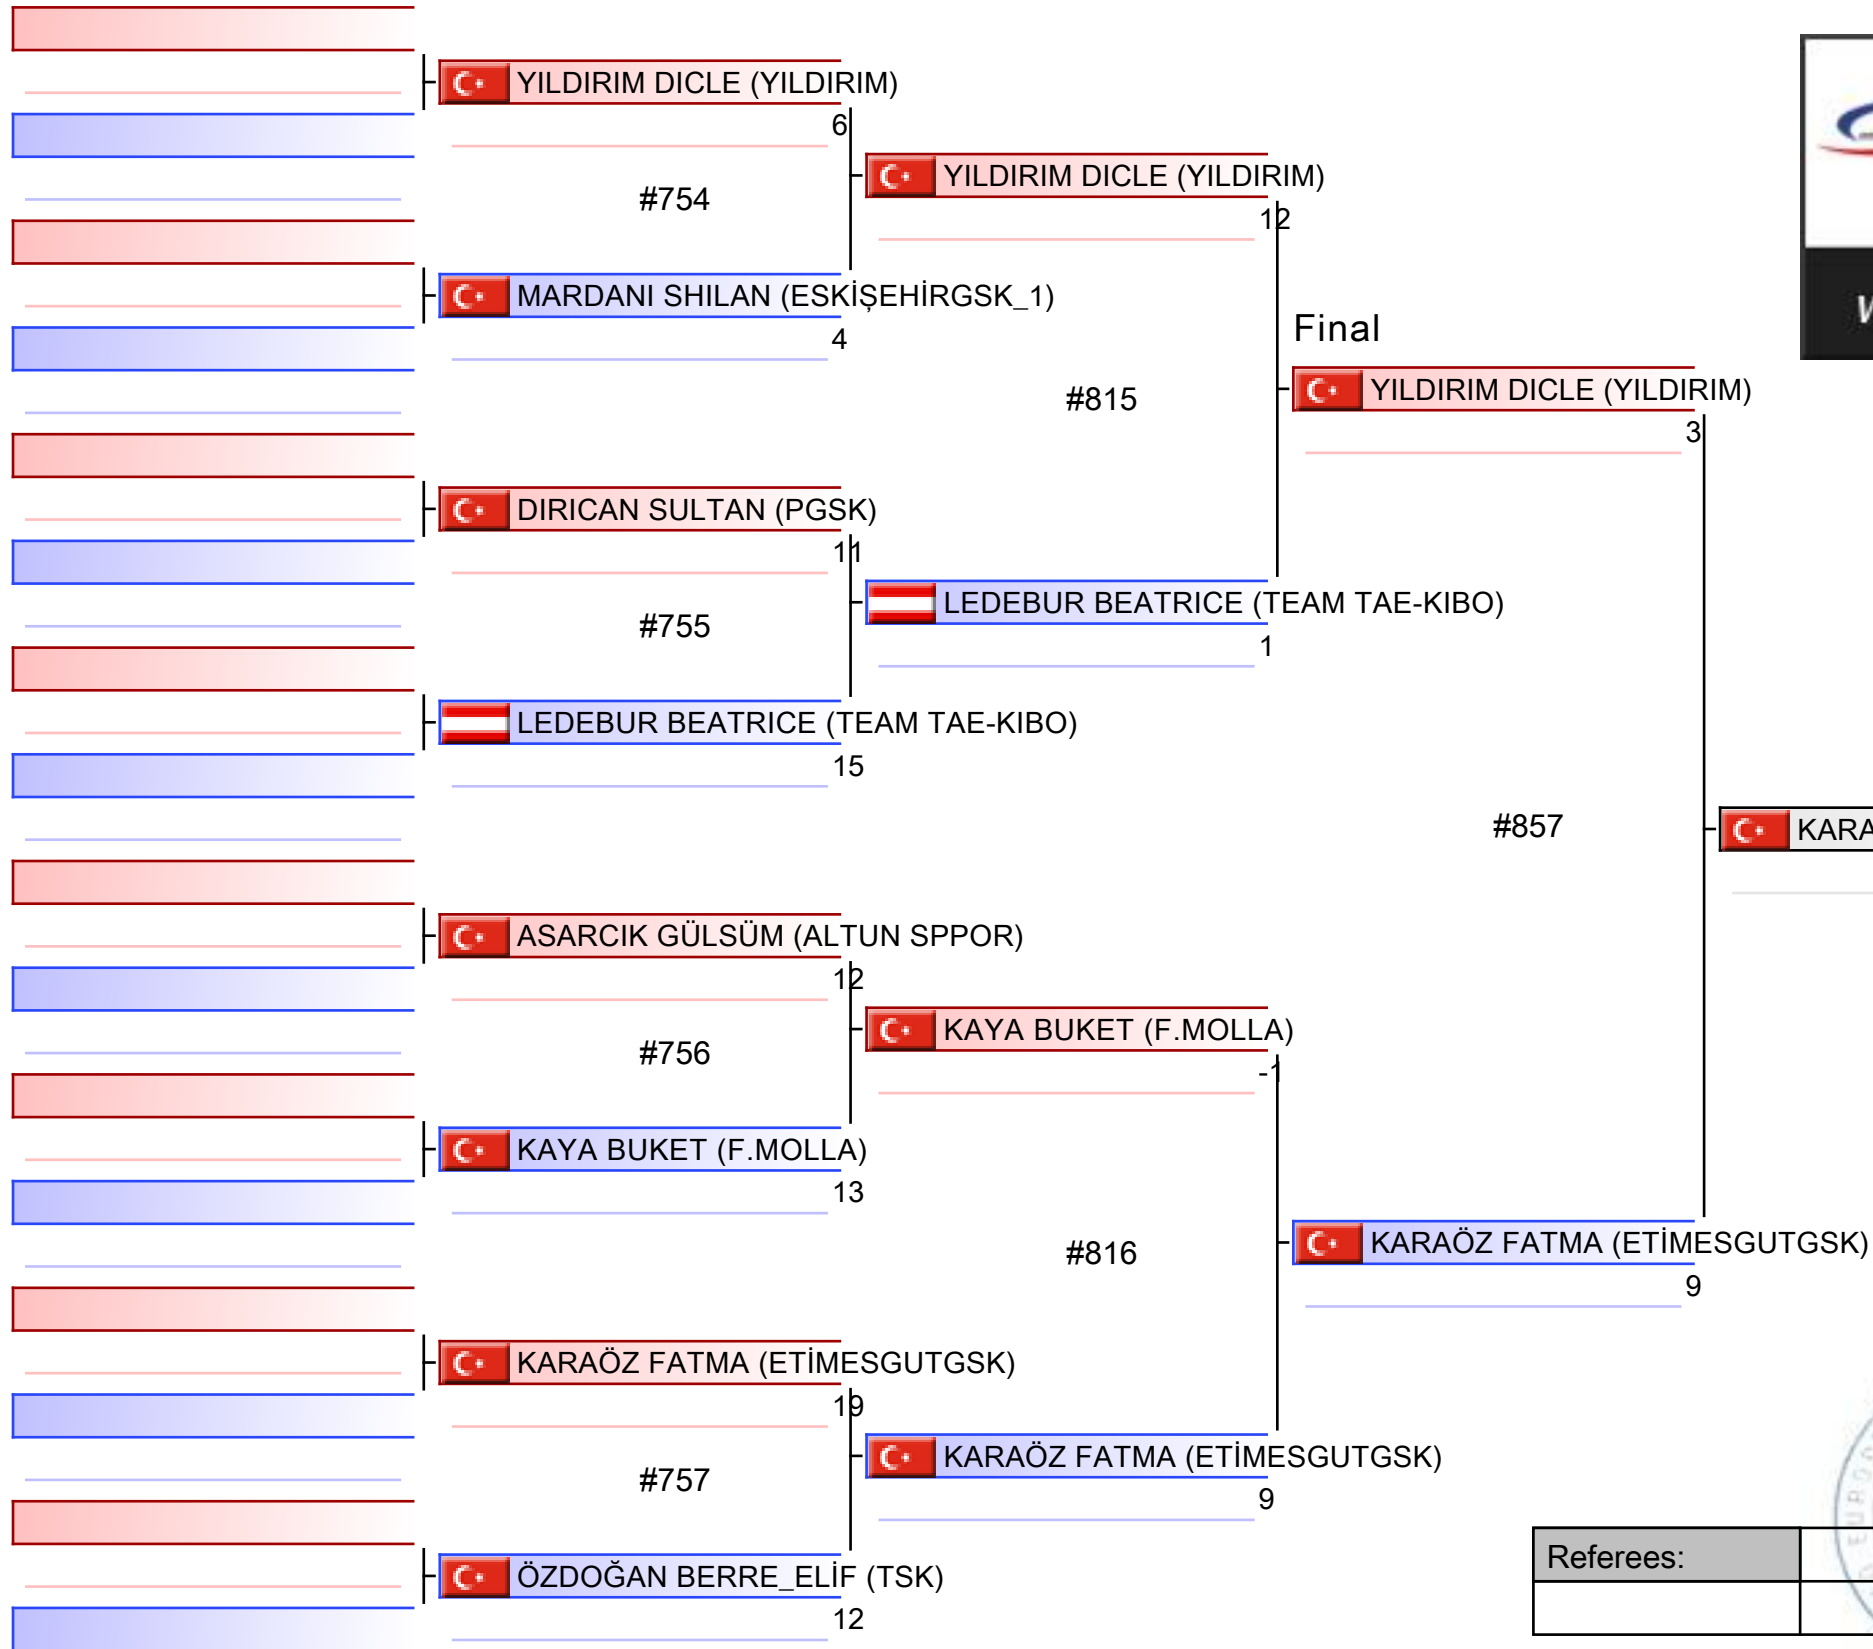 YILDIRIM DICLE (YILDIRIM)
6
#754
MARDANI SHILAN (ESKİŞEHİRGSK_1)
4
DIRICAN SULTAN (PGSK)
11
#755
LEDEBUR BEATRICE (TEAM TAE-KIBO)
15
ASARCIK GÜLSÜM (ALTUN SPPOR)
12
#756
KAYA BUKET (F.MOLLA)
13
KARAÖZ FATMA (ETİMESGUTGSK)
19
#757
ÖZDOĞAN BERRE_ELİF (TSK)
12
YILDIRIM DICLE (YILDIRIM)
12
#815
LEDEBUR BEATRICE (TEAM TAE-KIBO)
1
KAYA BUKET (F.MOLLA)
-1
#816
KARAÖZ FATMA (ETİMESGUTGSK)
9
Final
YILDIRIM DICLE (YILDIRIM)
3
#857
KARAÖZ FATMA (ETİMESGUTGSK)
9
Referees: